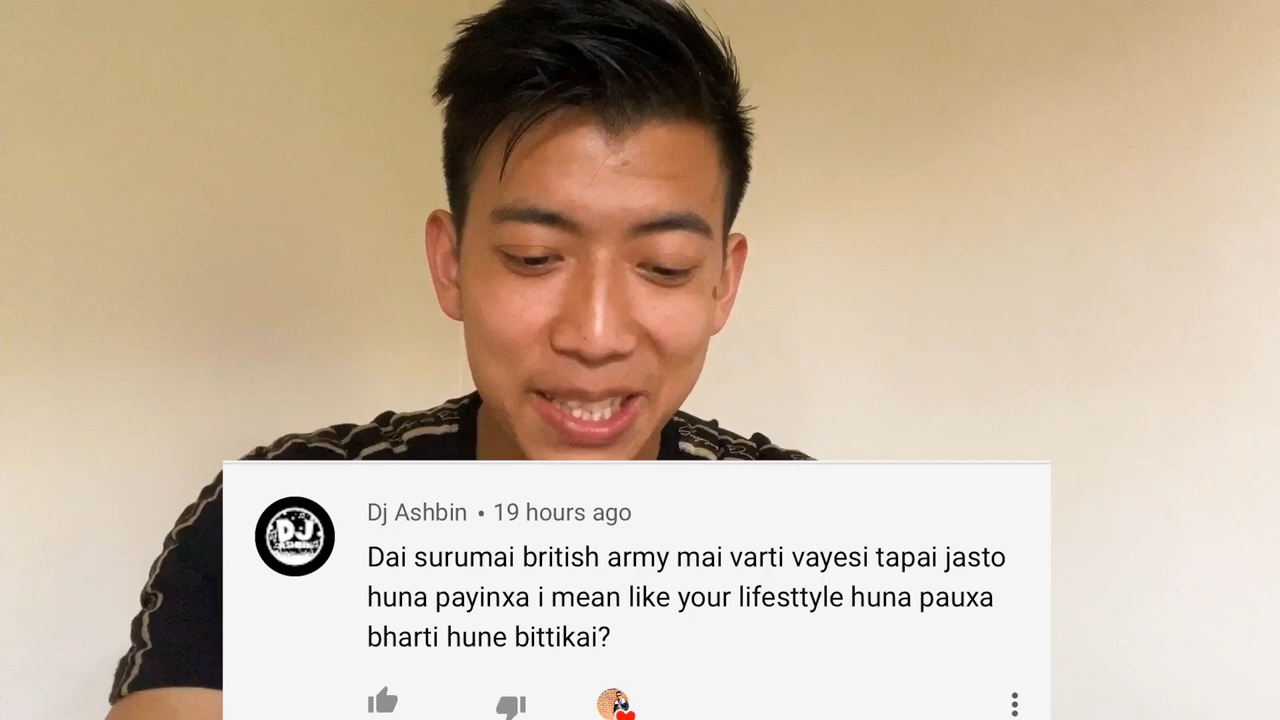 Dj Ashbin • 19 hours ago
Dai surumai british army mai varti vayesi tapai jasto
huna payinxa i mean like your lifesttyle huna pauxa
bharti hune bittikai?
DJ